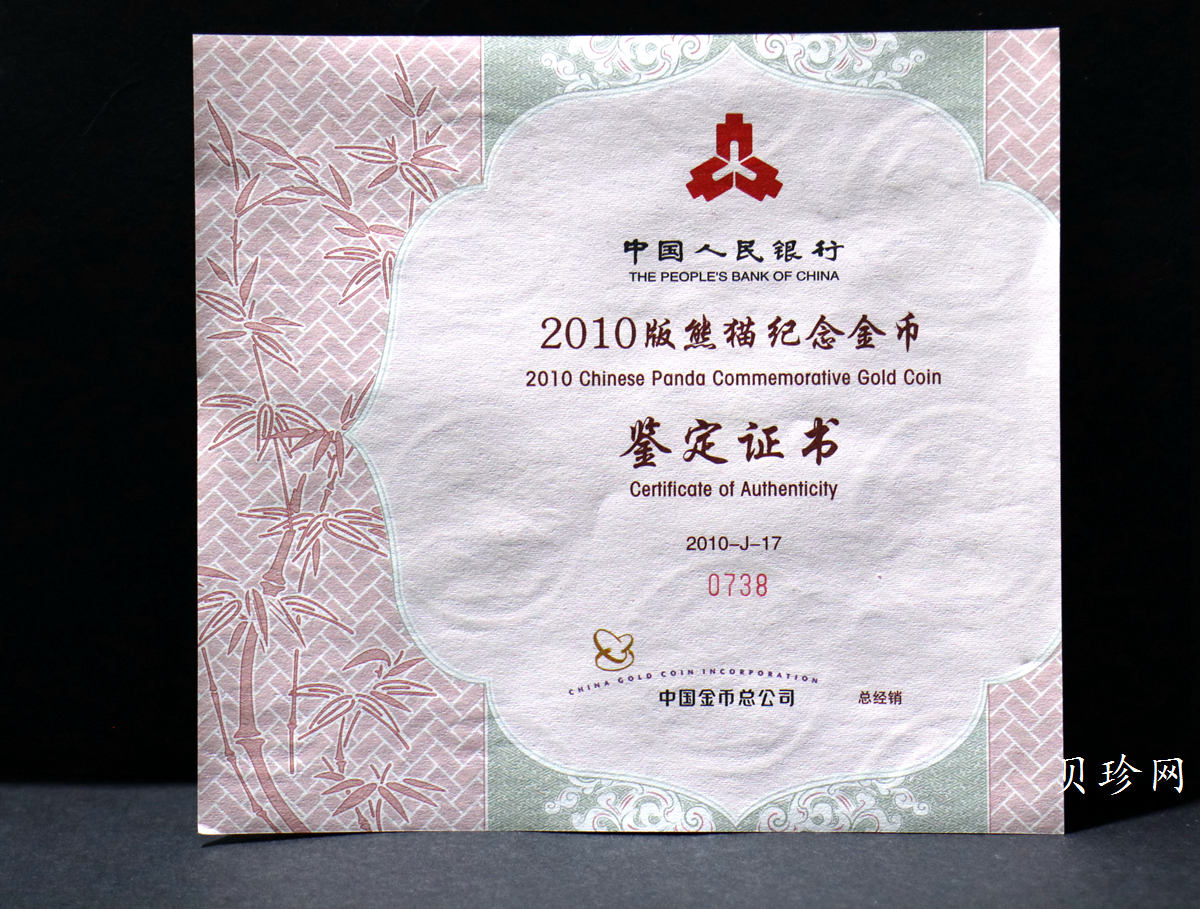 中国人民银行
THE PEOPLE'S BANK OF CHINA
2010版熊猫纪念金币
2010 Chinese Panda Commemorative Gold Coin
鉴定证书
Certificate of Authenticity
2010-J-17
0738
CHINA GOLD COIN INCORPORATION
中国金币总公司 总经销
贝珍网